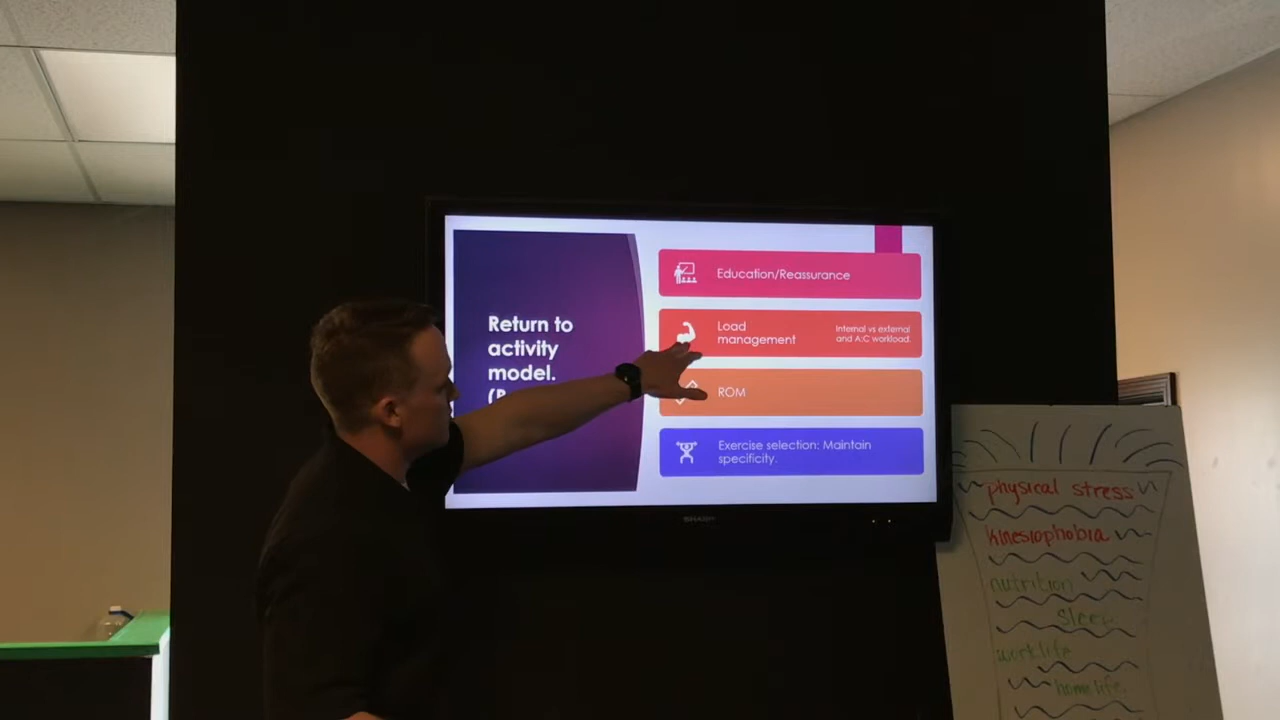 Return to
activity
model.
Education/Reassurance
Load
management
Internal vs external
and A:C workload.
ROM
Exercise selection: Maintain
specificity.
SHARP
physical stress
kinesiophobia
nutrition
Sleep
work life
home life